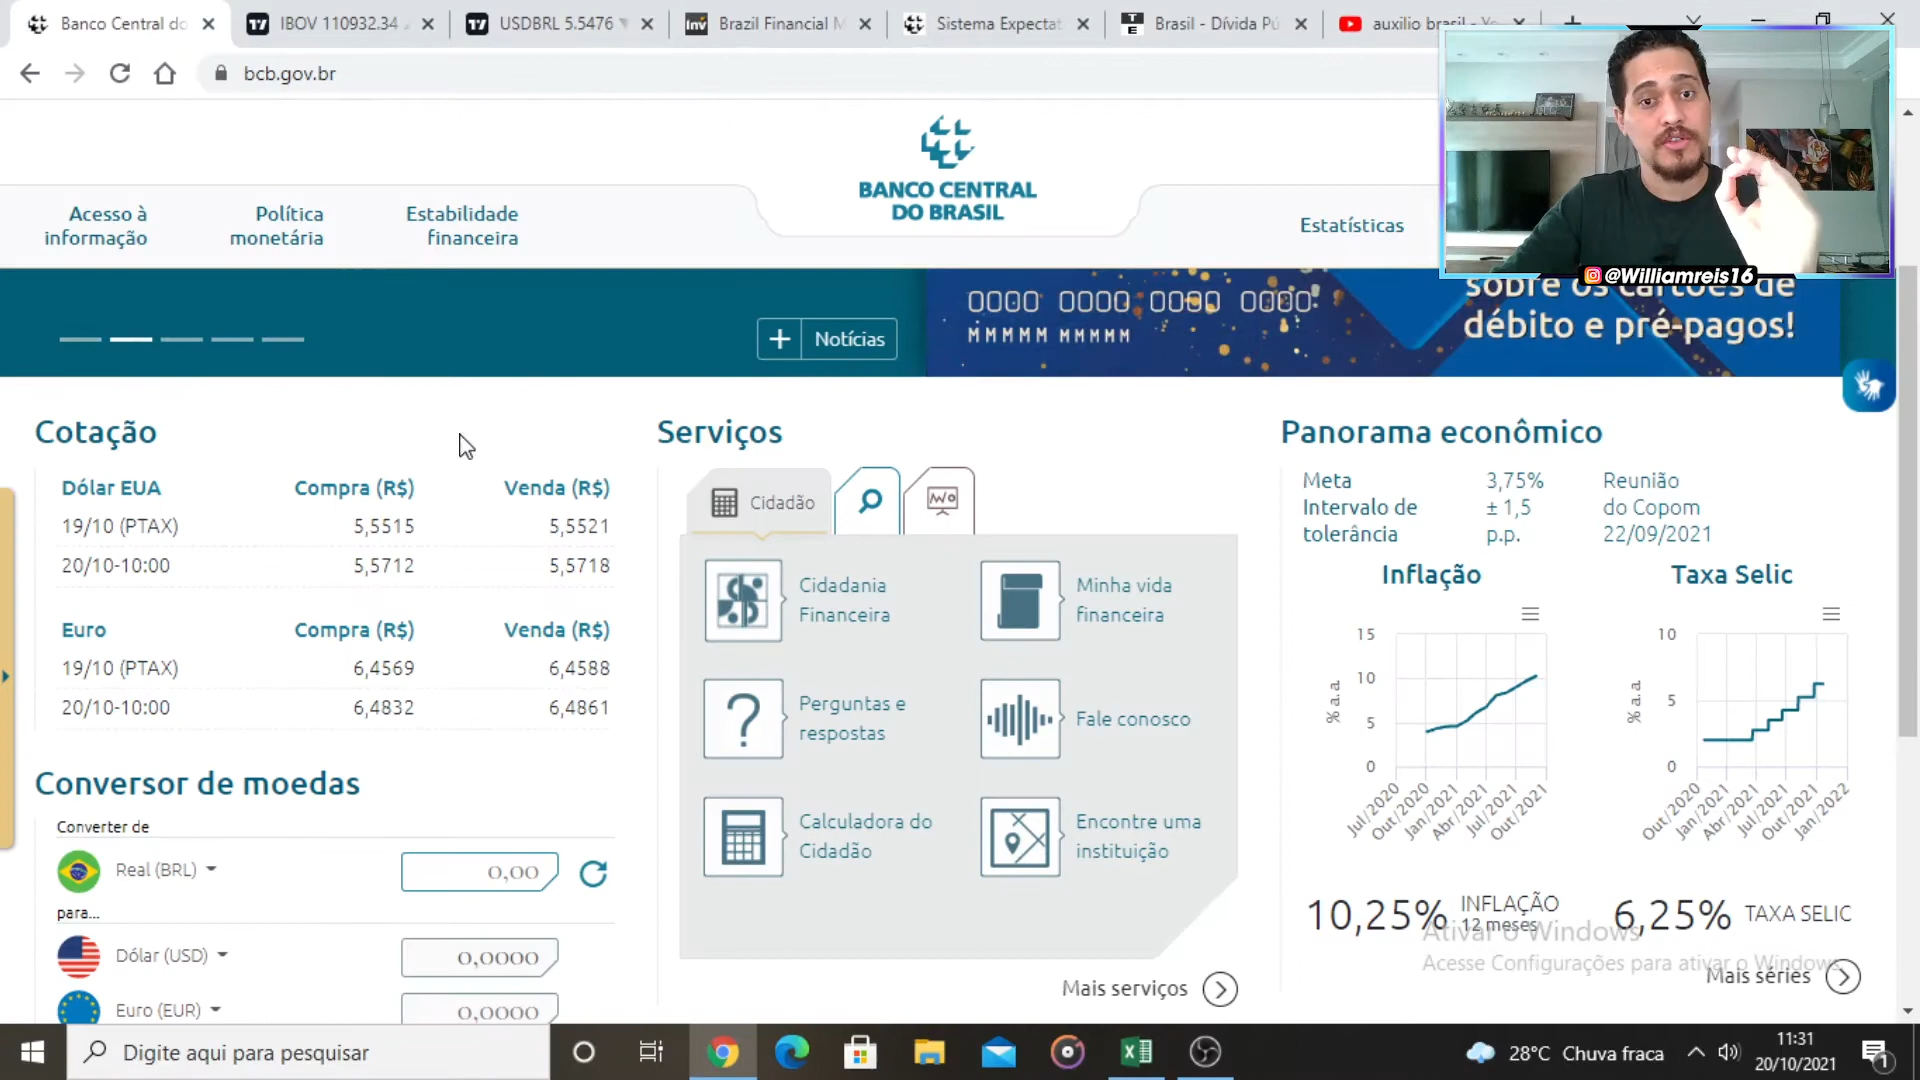 Banco Central do
IBOV 110932.34
USDBRL 5.5476
Brazil Financial M
Sistema Expectat
Brasil - Dívida Pú
auxilio brasil - Yo
bcb.gov.br
Acesso à
informação
Política
monetária
Estabilidade
financeira
BANCO CENTRAL
DO BRASIL
Estatísticas
@Williamreis16
Notícias
0000 0000 0000 0000
MMMMM MMMMM
sobre os cartões de
débito e pré-pagos!
Cotação
Dólar EUA Compra (R$) Venda (R$)
19/10 (PTAX) 5,5515 5,5521
20/10-10:00 5,5712 5,5718
Euro Compra (R$) Venda (R$)
19/10 (PTAX) 6,4569 6,4588
20/10-10:00 6,4832 6,4861
Conversor de moedas
Converter de
Real (BRL) 0,00
para...
Dólar (USD) 0,0000
Euro (EUR) 0,0000
Serviços
Cidadão
Cidadania
Financeira
Minha vida
financeira
Perguntas e
respostas
Fale conosco
Calculadora do
Cidadão
Encontre uma
instituição
Mais serviços
Panorama econômico
Meta 3,75%
Intervalo de ± 1,5
tolerância p.p.
Reunião
do Copom
22/09/2021
Inflação
15
10
5
0
% a.a.
Jul/2020
Out/2020
Jan/2021
Abr/2021
Jul/2021
Out/2021
Taxa Selic
10
5
0
% a.a.
Out/2020
Jan/2021
Abr/2021
Jul/2021
Out/2021
Jan/2022
10,25% INFLAÇÃO
12 meses
6,25% TAXA SELIC
Ativar o Windows
Acesse Configurações para ativar o Windows.
Mais séries
Digite aqui para pesquisar
28°C Chuva fraca
11:31
20/10/2021
1